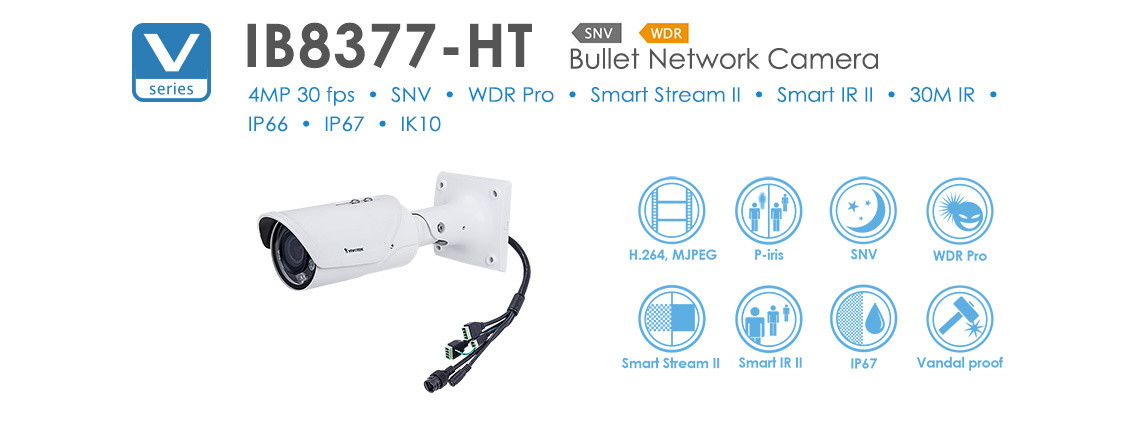 V
series
IB8377-HT
SNV
WDR
Bullet Network Camera
4MP 30 fps • SNV • WDR Pro • Smart Stream II • Smart IR II • 30M IR •
IP66 • IP67 • IK10
VIVOTEK
H.264, MJPEG
P-iris
SNV
WDR Pro
Smart Stream II
Smart IR II
IP67
Vandal proof